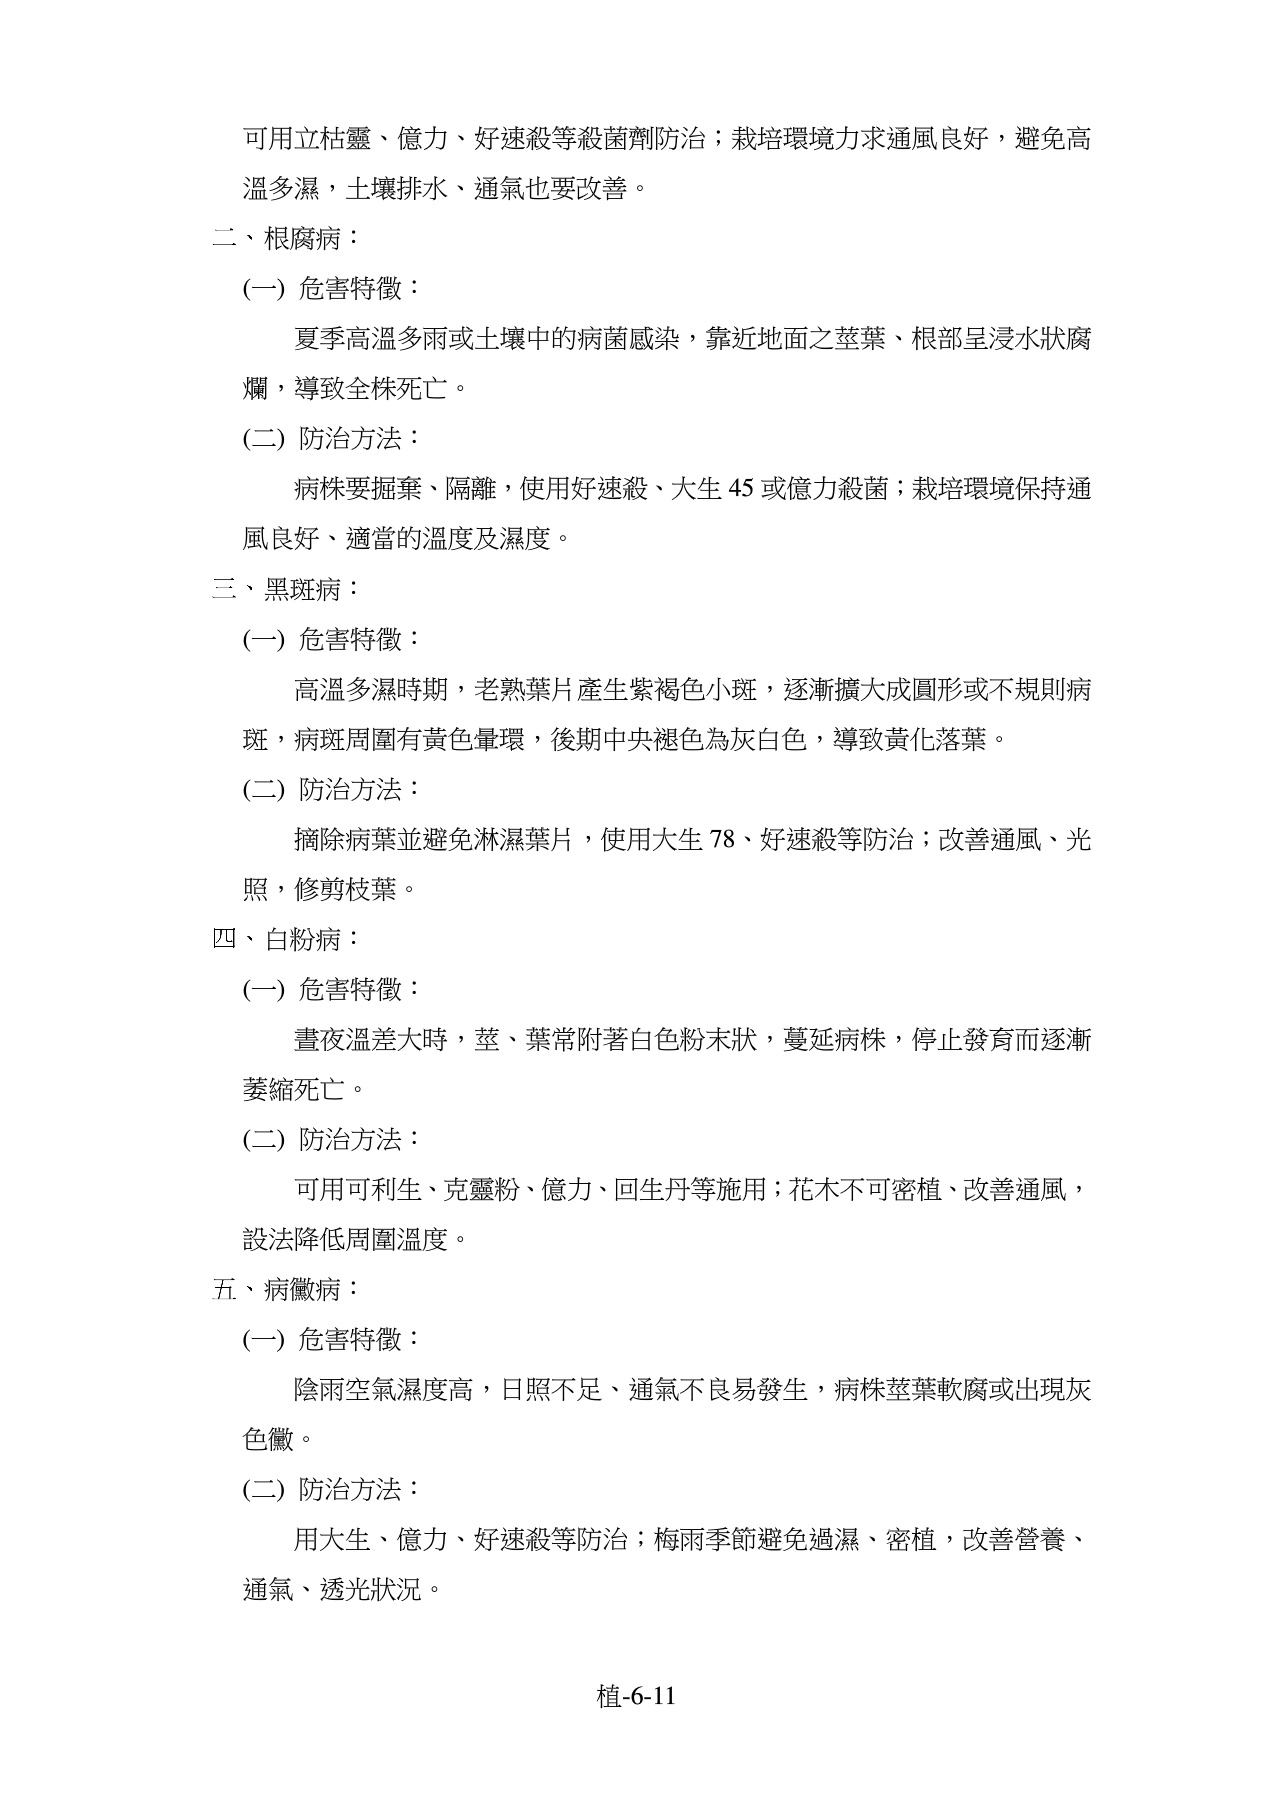 可用立枯靈、億力、好速殺等殺菌劑防治；栽培環境力求通風良好，避免高
溫多濕，土壤排水、通氣也要改善。
二、根腐病：
(一) 危害特徵：
夏季高溫多雨或土壤中的病菌感染，靠近地面之莖葉、根部呈浸水狀腐
爛，導致全株死亡。
(二) 防治方法：
病株要掘棄、隔離，使用好速殺、大生 45 或億力殺菌；栽培環境保持通
風良好、適當的溫度及濕度。
三、黑斑病：
(一) 危害特徵：
高溫多濕時期，老熟葉片產生紫褐色小斑，逐漸擴大成圓形或不規則病
斑，病斑周圍有黃色暈環，後期中央褪色為灰白色，導致黃化落葉。
(二) 防治方法：
摘除病葉並避免淋濕葉片，使用大生 78、好速殺等防治；改善通風、光
照，修剪枝葉。
四、白粉病：
(一) 危害特徵：
晝夜溫差大時，莖、葉常附著白色粉末狀，蔓延病株，停止發育而逐漸
萎縮死亡。
(二) 防治方法：
可用可利生、克靈粉、億力、回生丹等施用；花木不可密植、改善通風，
設法降低周圍溫度。
五、病黴病：
(一) 危害特徵：
陰雨空氣濕度高，日照不足、通氣不良易發生，病株莖葉軟腐或出現灰
色黴。
(二) 防治方法：
用大生、億力、好速殺等防治；梅雨季節避免過濕、密植，改善營養、
通氣、透光狀況。
植-6-11